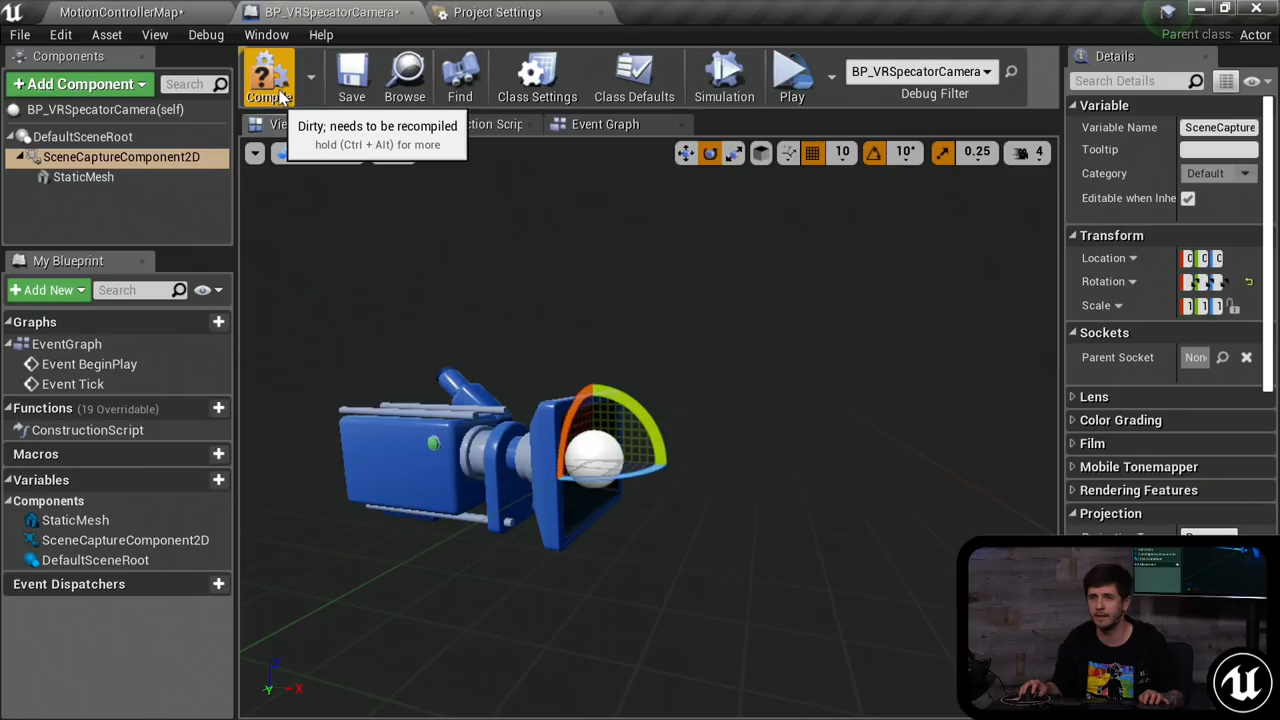 MotionControllerMap*
BP_VRSpecatorCamera*
Project Settings
File
Edit
Asset
View
Debug
Window
Help
Parent class:
Actor
Components
+Add Component
Search
BP_VRSpecatorCamera(self)
DefaultSceneRoot
SceneCaptureComponent2D
StaticMesh
Save
Browse
Find
Class Settings
Class Defaults
Simulation
Play
BP_VRSpecatorCamera
Debug Filter
Dirty; needs to be recompiled
hold (Ctrl + Alt) for more
Event Graph
10
10°
0.25
4
My Blueprint
+Add New
Search
Graphs
EventGraph
Event BeginPlay
Event Tick
Functions (19 Overridable)
ConstructionScript
Macros
Variables
Components
StaticMesh
SceneCaptureComponent2D
DefaultSceneRoot
Event Dispatchers
Details
Search Details
Variable
Variable Name
SceneCapture
Tooltip
Category
Default
Editable when Inhe
Transform
Location
Rotation
Scale
Sockets
Parent Socket
Lens
Color Grading
Film
Mobile Tonemapper
Rendering Features
Projection
Z
X
Y